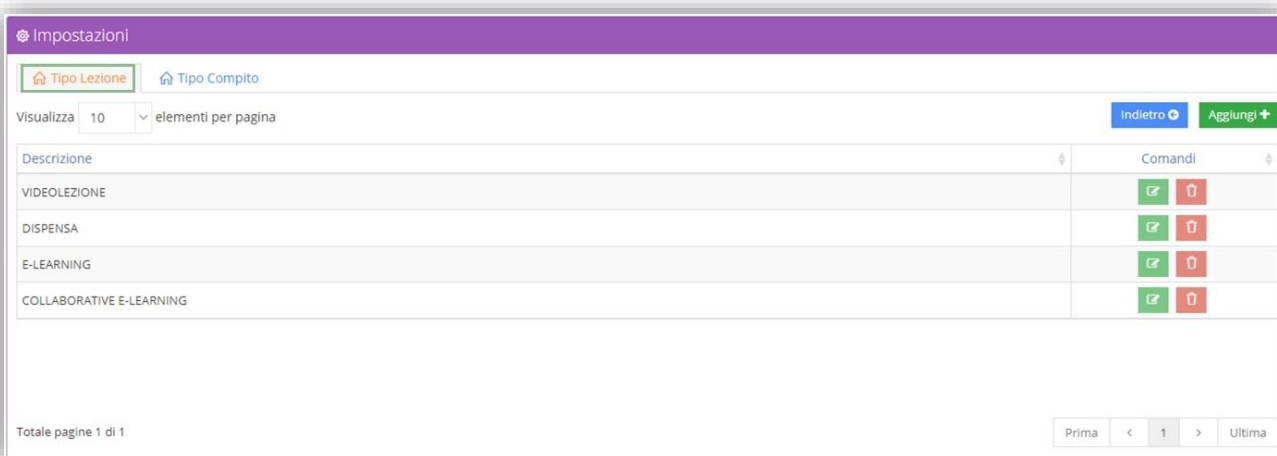 Impostazioni
Tipo Lezione Tipo Compito
Visualizza 10 elementi per pagina Indietro Aggiungi
Descrizione Comandi
VIDEOLEZIONE
DISPENSA
E-LEARNING
COLLABORATIVE E-LEARNING
Totale pagine 1 di 1 Prima < 1 > Ultima